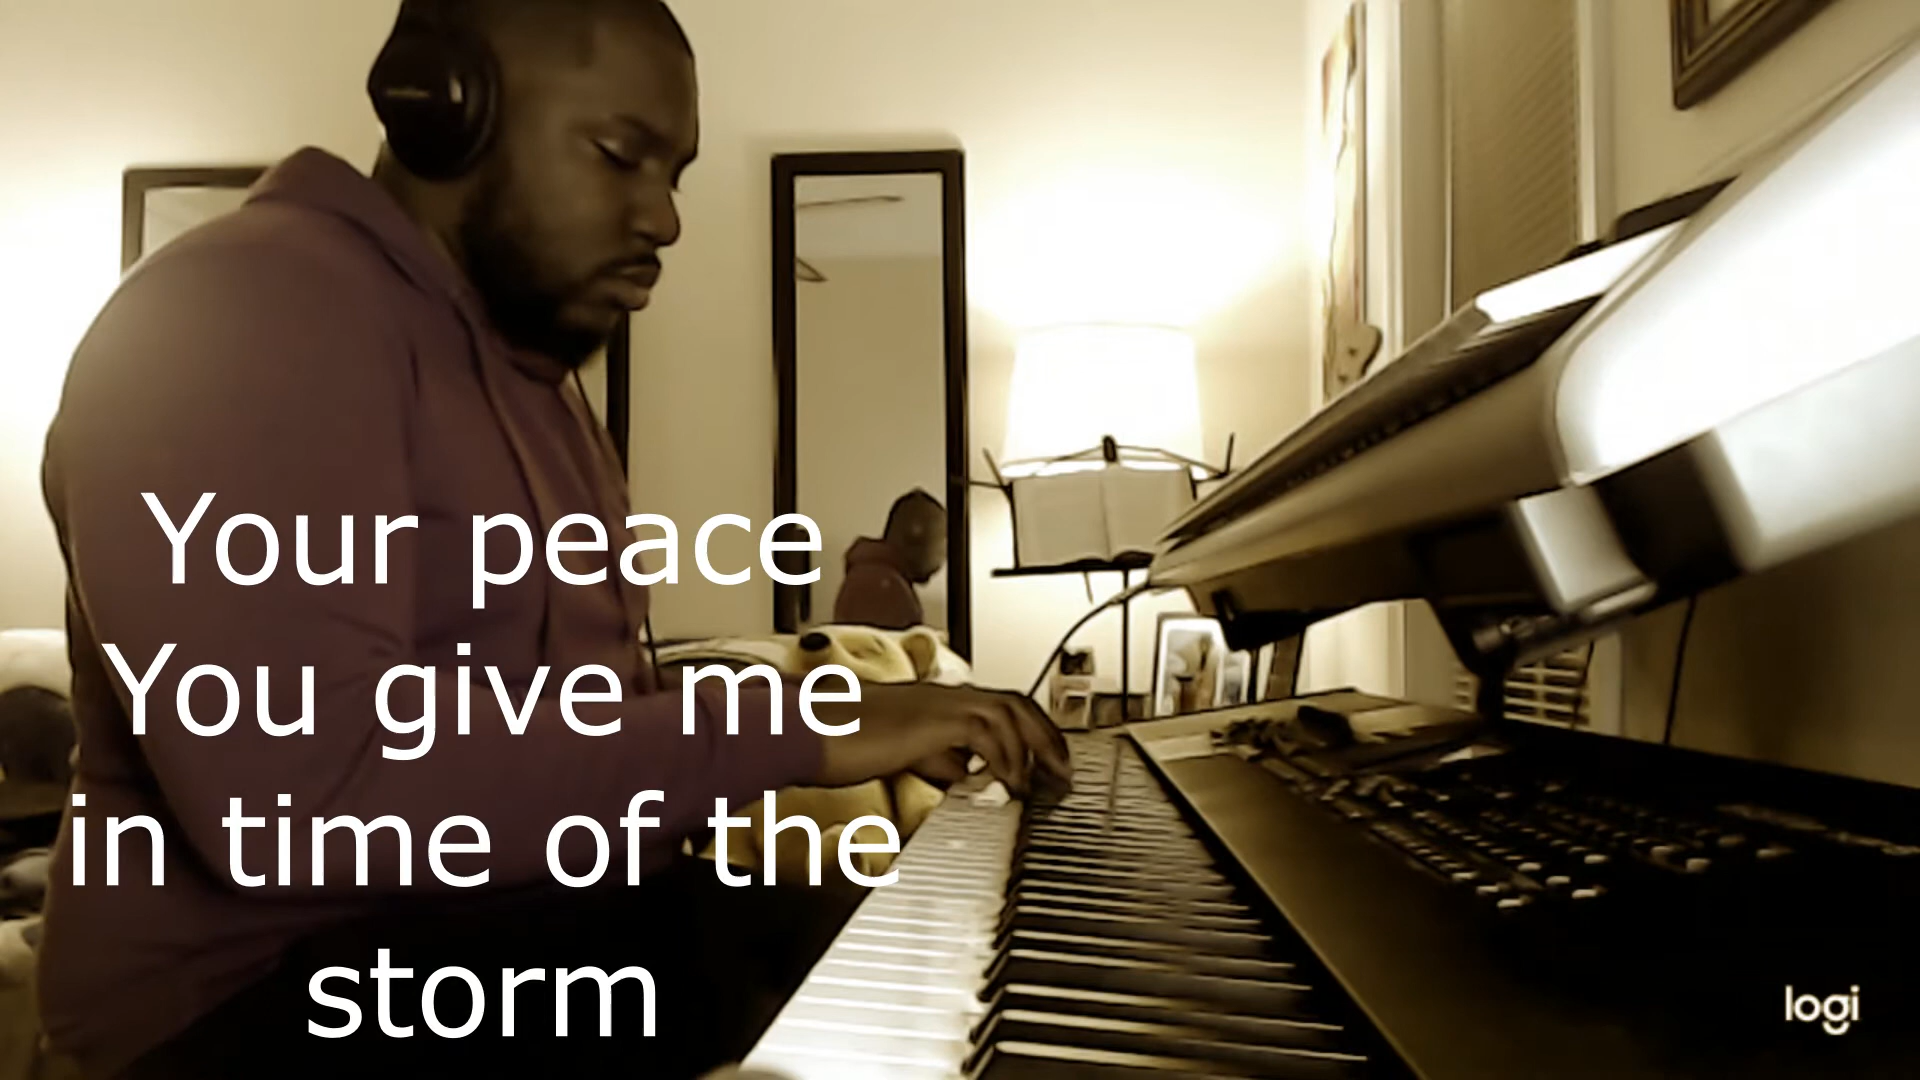 Your peace
You give me
in time of the
storm
logi